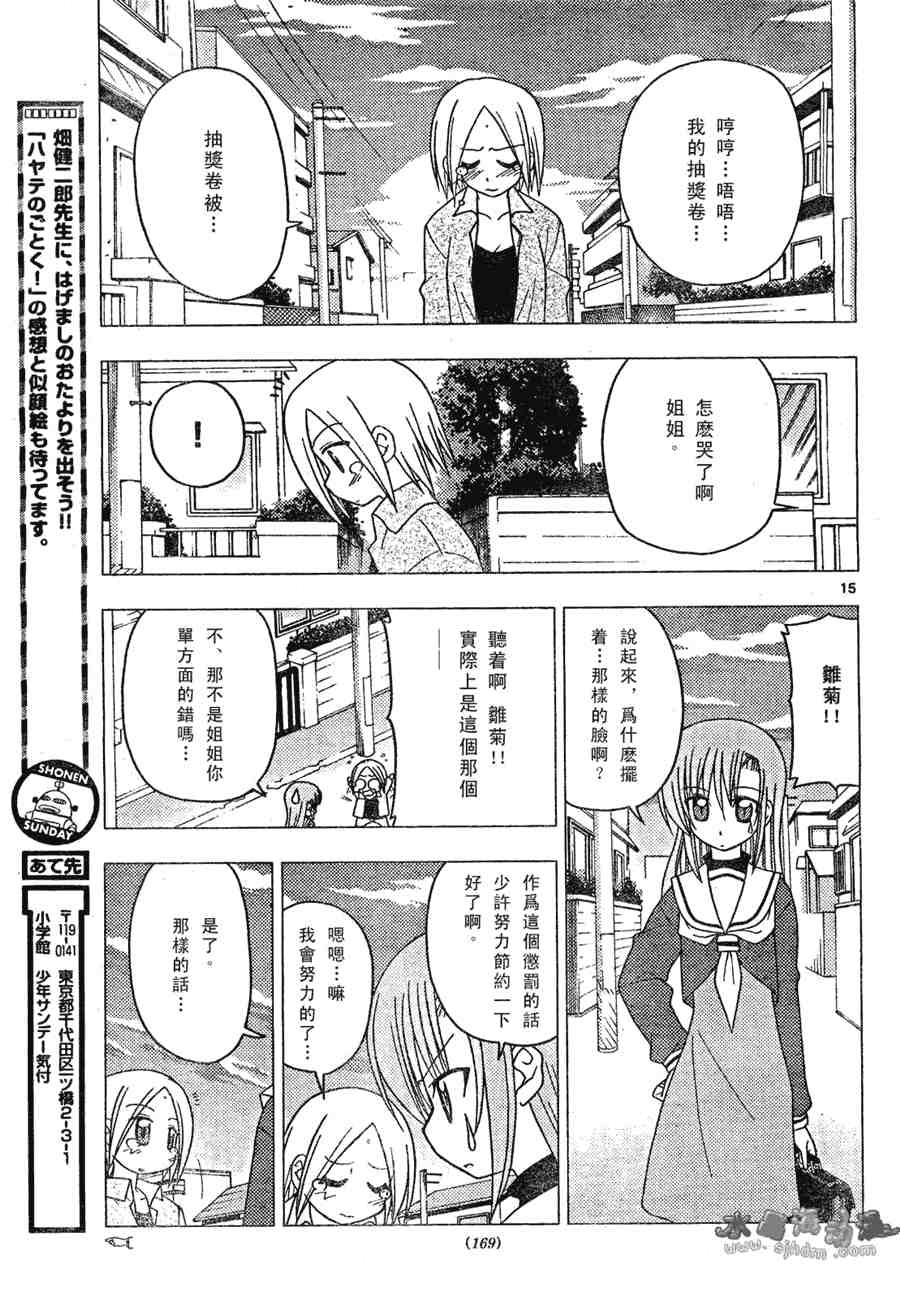 哼哼…唔唔…
我的抽獎卷…
抽獎卷被…
怎麽哭了啊
姐姐。
!
15
雛菊!!
說起來，爲什麽擺
着…那樣的臉啊？
聽着啊 雛菊!!
實際上是這個那個
——
不、那不是姐姐你
單方面的錯嗎…
作爲這個懲罰的話
少許努力節約一下
好了啊。
嗯嗯…嘛
我會努力的了…
是了。
那樣的話…
畑健二郎先生に、はげましのおたよりを出そう!!
「ハヤテのごとく！」の感想と似顔絵も待ってます。
SHONEN
SUNDAY
あて先
〒119-0141 東京都千代田区一ツ橋2-3-1
小学館 少年サンデー気付
(169)
www.sjhdm.com